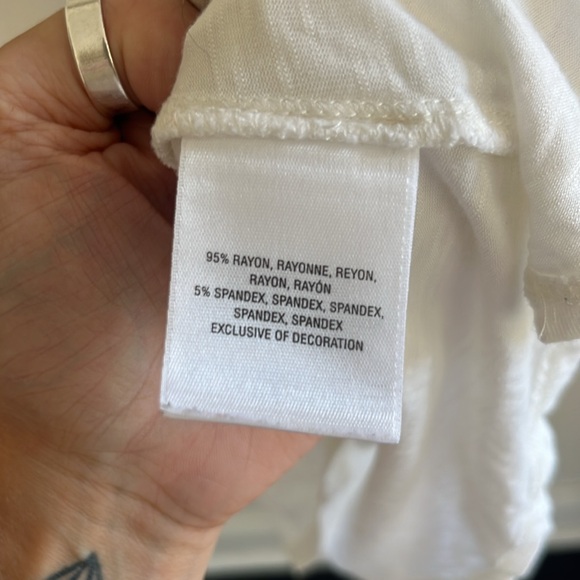 95% RAYON, RAYONNE, REYON,
RAYON, RAYÓN
5% SPANDEX, SPANDEX, SPANDEX,
SPANDEX, SPANDEX
EXCLUSIVE OF DECORATION